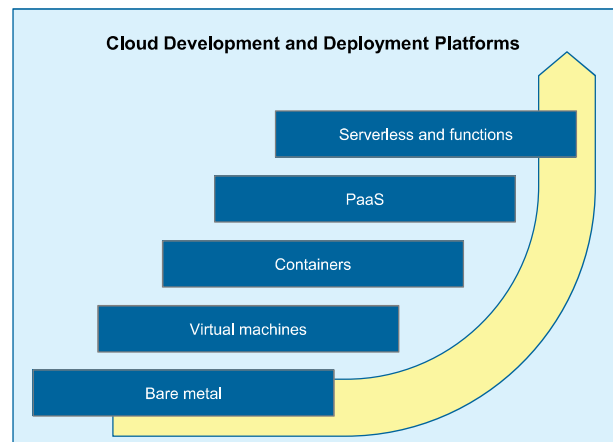 Cloud Development and Deployment Platforms
Serverless and functions
PaaS
Containers
Virtual machines
Bare metal